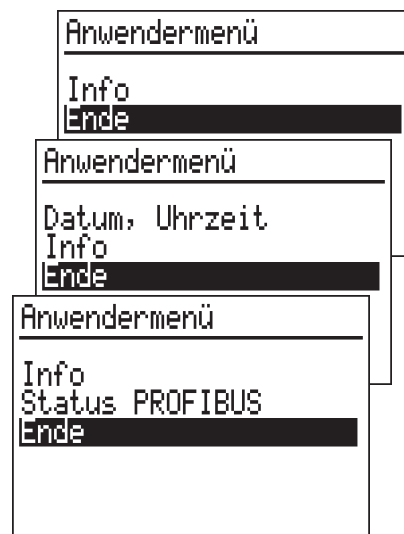 Anwendermenü
Info
Ende
Anwendermenü
Datum, Uhrzeit
Info
Ende
Anwendermenü
Info
Status PROFIBUS
Ende